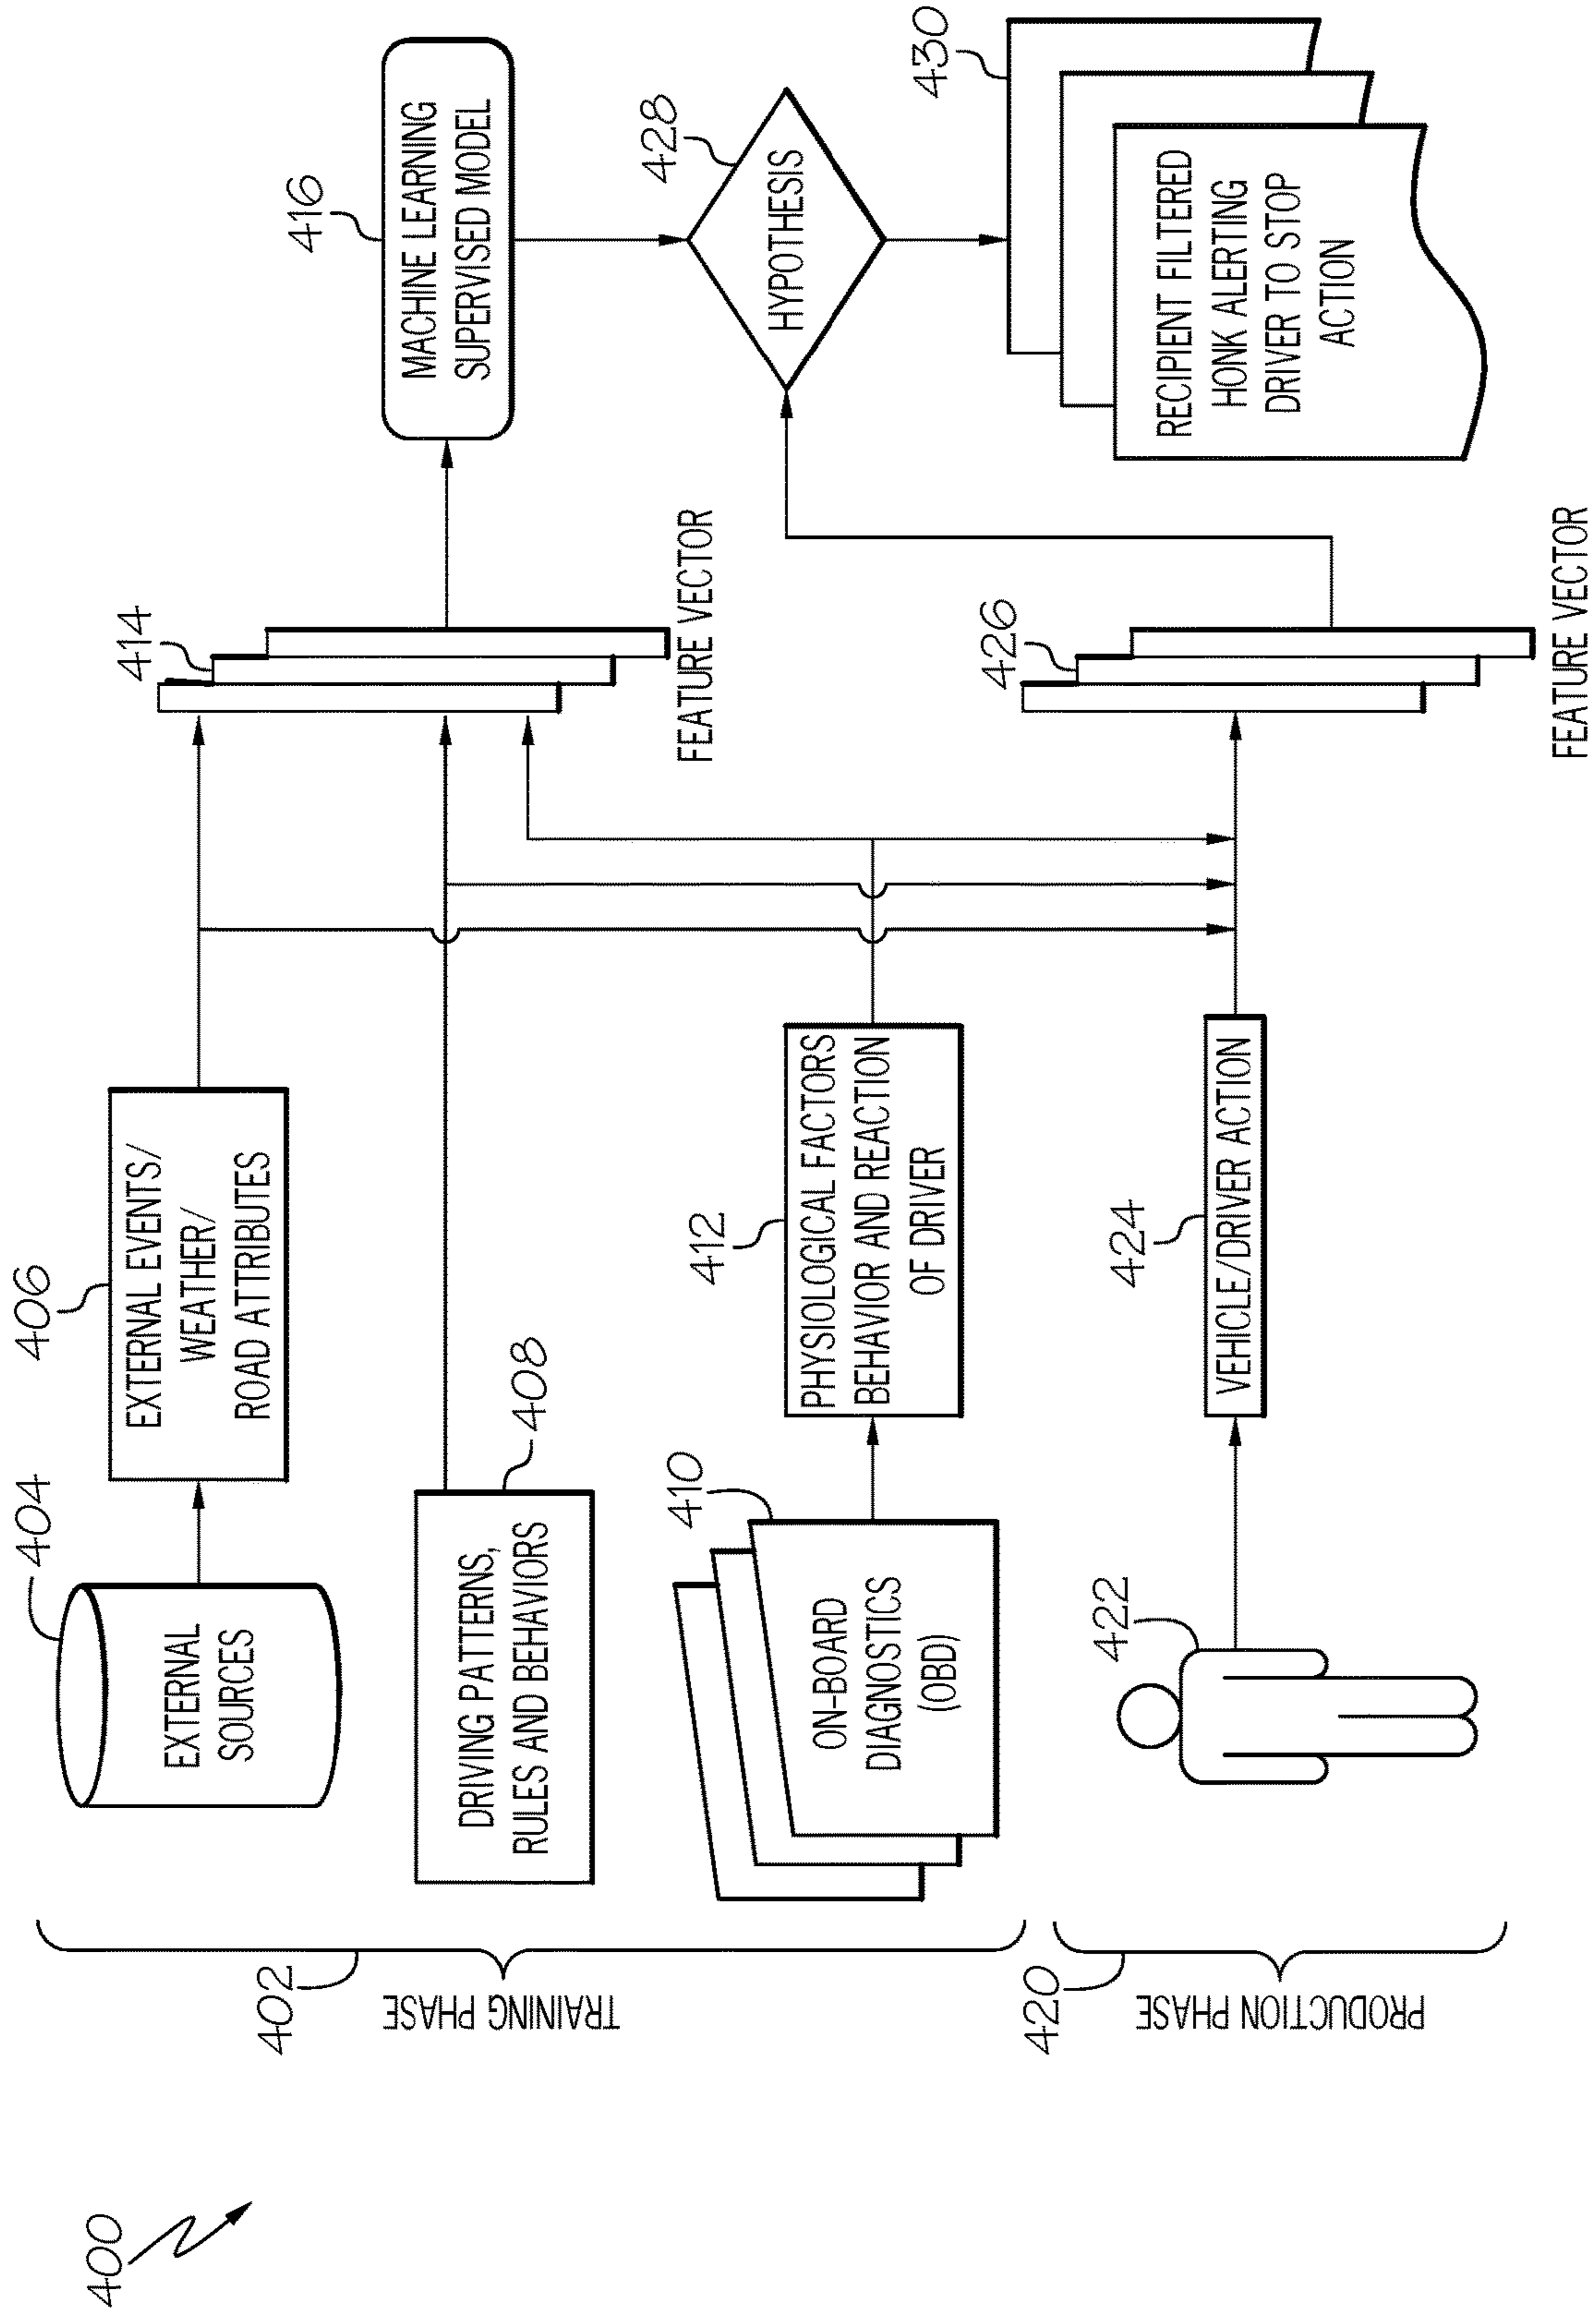 400
402
TRAINING PHASE
404
EXTERNAL
SOURCES
406
EXTERNAL EVENTS/
WEATHER/
ROAD ATTRIBUTES
408
DRIVING PATTERNS,
RULES AND BEHAVIORS
410
ON-BOARD
DIAGNOSTICS
(OBD)
412
PHYSIOLOGICAL FACTORS
BEHAVIOR AND REACTION
OF DRIVER
414
FEATURE VECTOR
416
MACHINE LEARNING
SUPERVISED MODEL
420
PRODUCTION PHASE
422
424
VEHICLE/DRIVER ACTION
426
FEATURE VECTOR
428
HYPOTHESIS
430
RECIPIENT FILTERED
HONK ALERTING
DRIVER TO STOP
ACTION